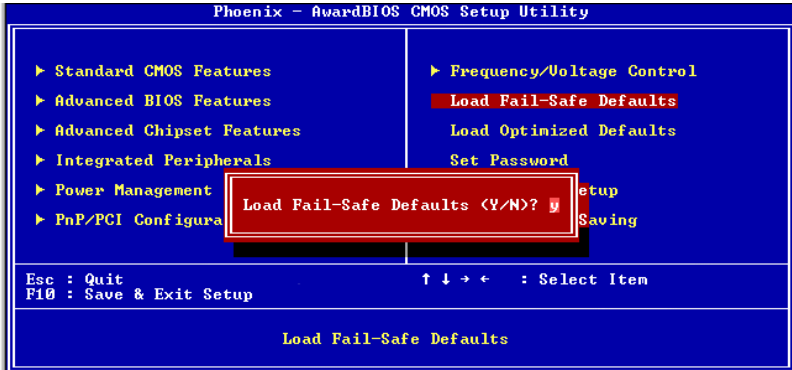 Phoenix - AwardBIOS CMOS Setup Utility
▶ Standard CMOS Features
▶ Advanced BIOS Features
▶ Advanced Chipset Features
▶ Integrated Peripherals
▶ Power Management
▶ PnP/PCI Configura
▶ Frequency/Voltage Control
Load Fail-Safe Defaults
Load Optimized Defaults
Set Password
etup
Saving
Load Fail-Safe Defaults (Y/N)? y
Esc : Quit
F10 : Save & Exit Setup
↑ ↓ → ← : Select Item
Load Fail-Safe Defaults